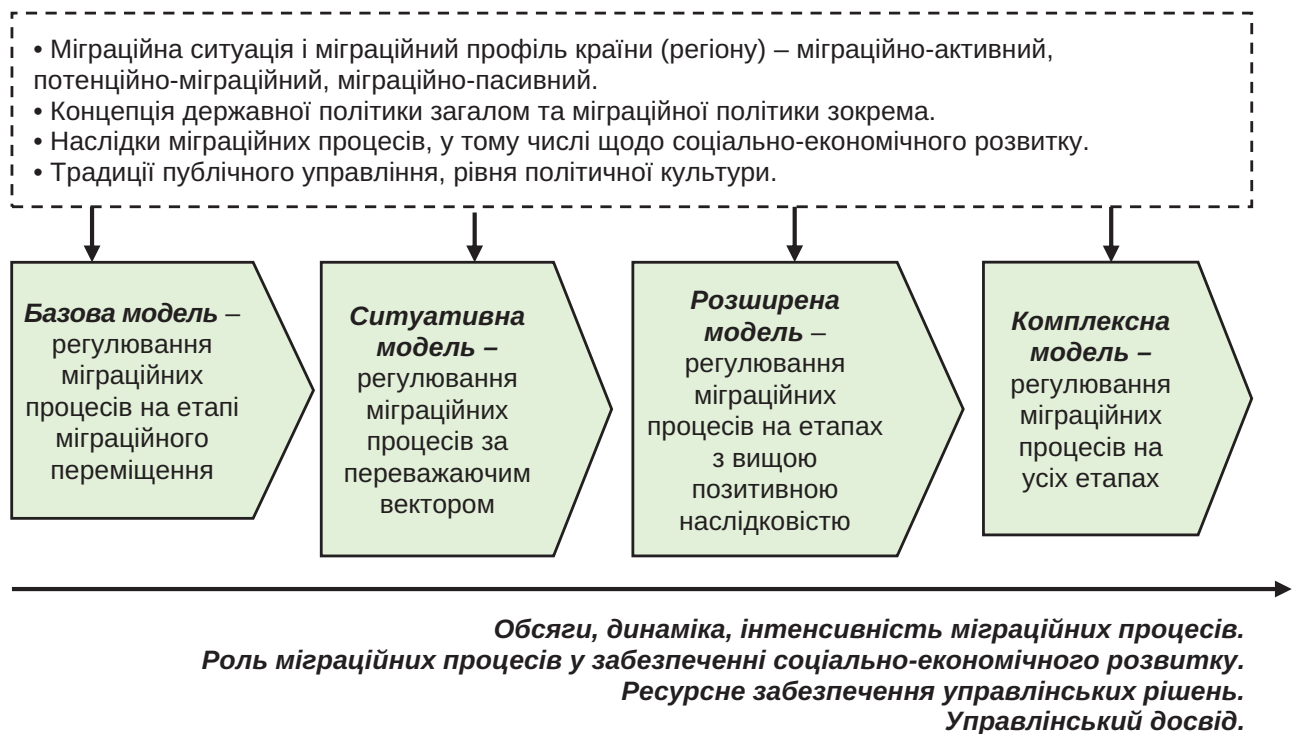 • Міграційна ситуація і міграційний профіль країни (регіону) – міграційно-активний,
потенційно-міграційний, міграційно-пасивний.
• Концепція державної політики загалом та міграційної політики зокрема.
• Наслідки міграційних процесів, у тому числі щодо соціально-економічного розвитку.
• Традиції публічного управління, рівня політичної культури.
Базова модель –
регулювання
міграційних
процесів на етапі
міграційного
переміщення
Ситуативна
модель –
регулювання
міграційних
процесів за
переважаючим
вектором
Розширена
модель –
регулювання
міграційних
процесів на етапах
з вищою
позитивною
наслідковістю
Комплексна
модель –
регулювання
міграційних
процесів на
усіх етапах
Обсяги, динаміка, інтенсивність міграційних процесів.
Роль міграційних процесів у забезпеченні соціально-економічного розвитку.
Ресурсне забезпечення управлінських рішень.
Управлінський досвід.